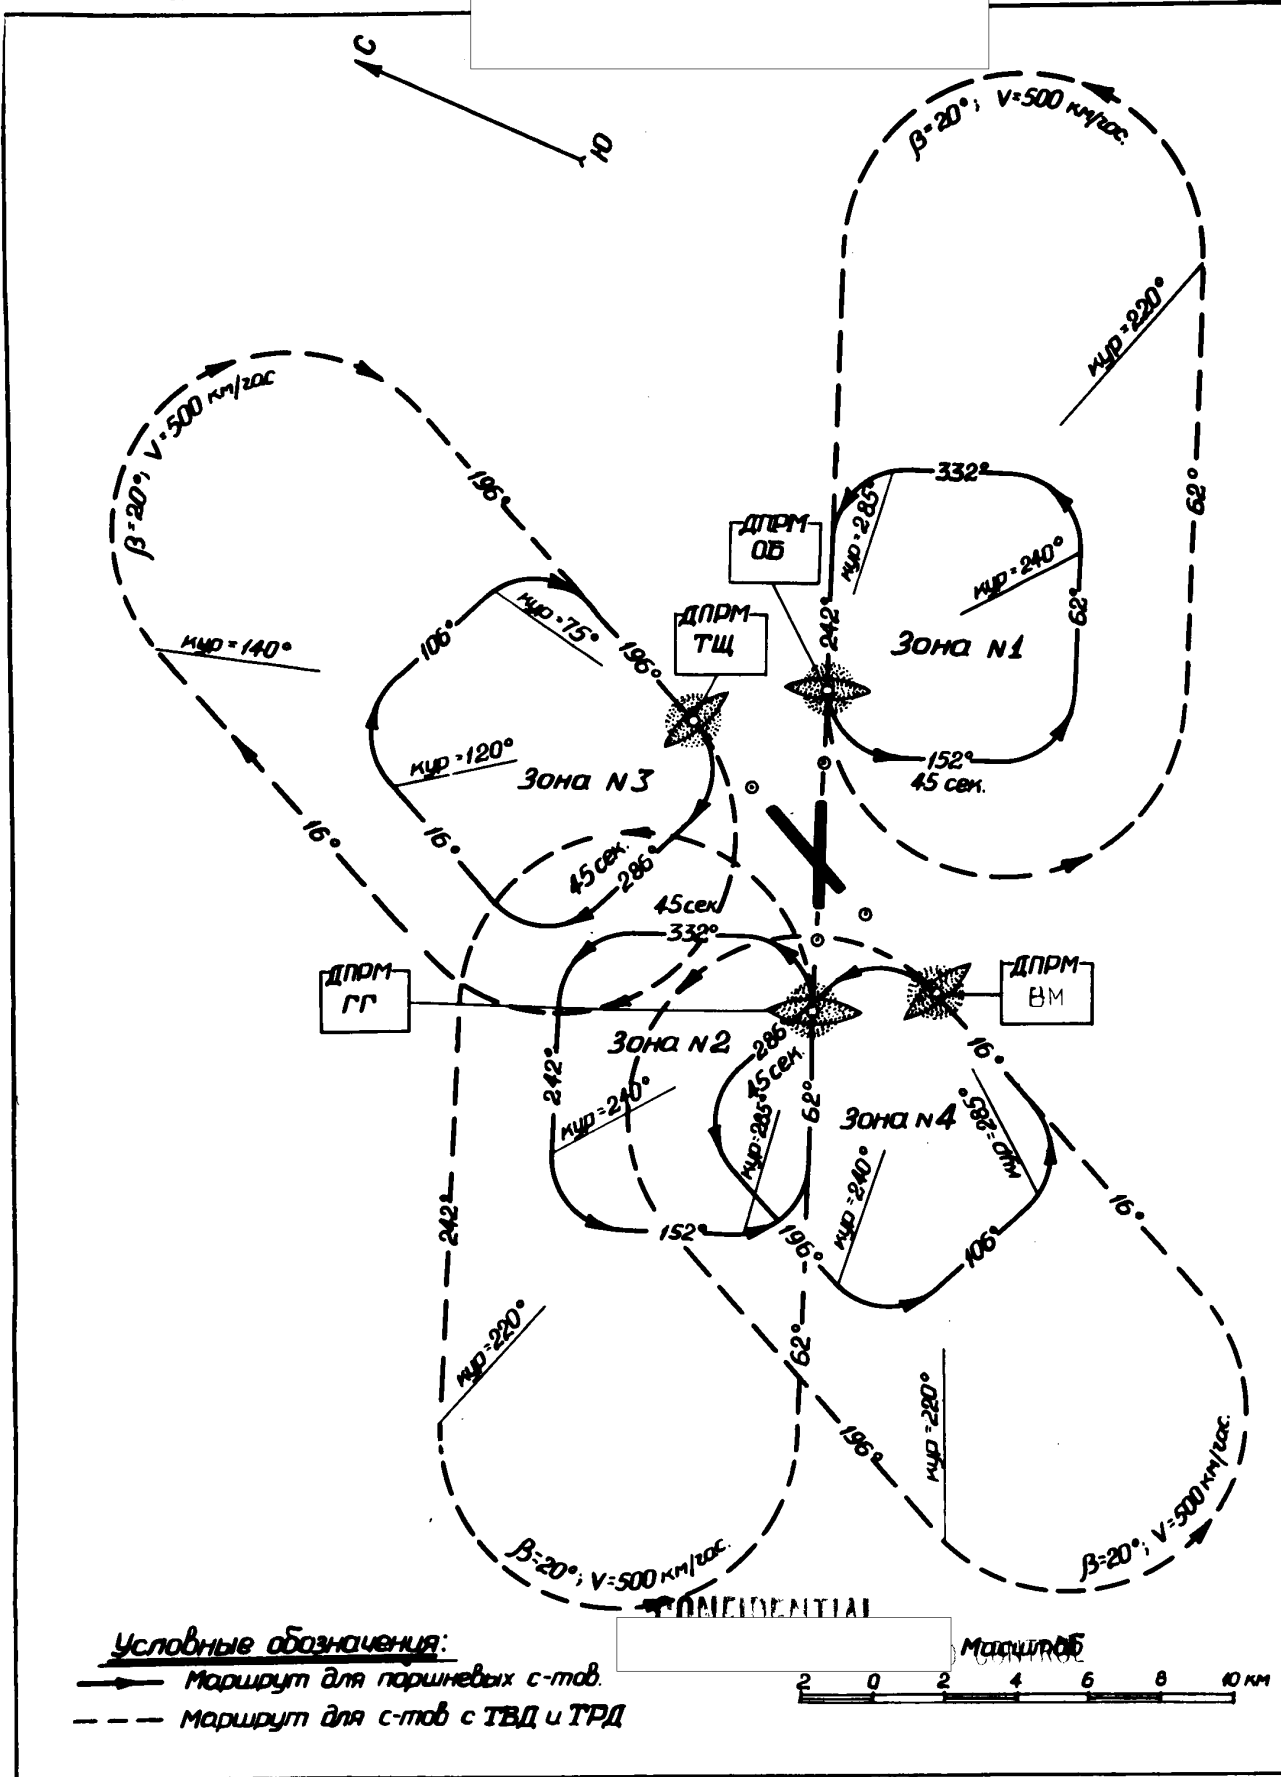 С
Ю
β=20°; V=500 км/час.
кур=220°
β=20°; V=500 км/час
196°
332°
62°
кур=285°
ДПРМ
ОБ
кур=240°
кур=75°
ДПРМ
ТЩ
242°
62°
106°
196°
Зона N1
кур=140°
кур=120°
Зона N3
152°
45 сек.
16°
16°
45 сек.
286°
45 сек
332°
ДПРМ
ГГ
ДПРМ
ВМ
Зона N2
286°
45 сек.
16°
242°
кур=240°
62°
Зона N4
кур=285°
кур=285°
кур=240°
242°
152°
196°
106°
16°
кур=220°
62°
кур=220°
196°
β=20°; V=500 км/час.
β=20°; V=500 км/час.
CONFIDENTIAL
Условные обозначения:
Масштаб
Маршрут для поршневых с-тов.
2 0 2 4 6 8 10 км
Маршрут для с-тов с ТВД и ТРД